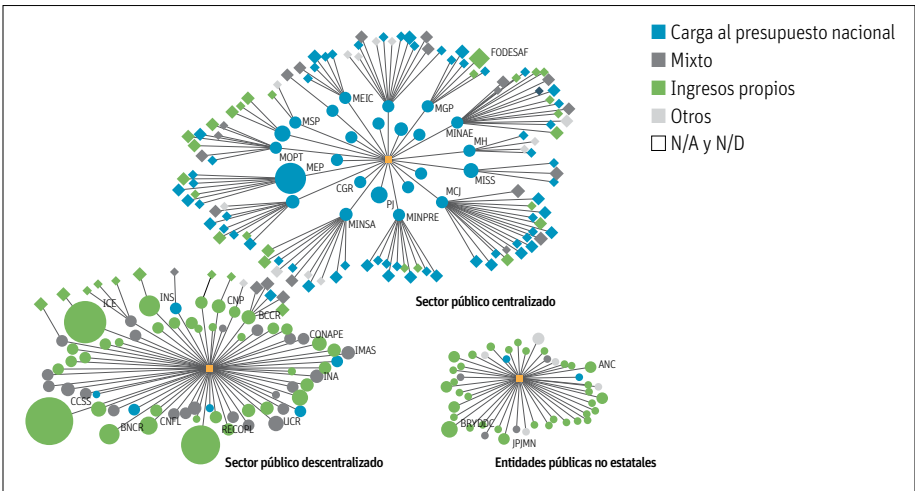 Carga al presupuesto nacional
Mixto
Ingresos propios
Otros
N/A y N/D
FODESAF
MEIC
MGP
MSP
MINAE
MH
MOPT
MEP
MISS
CGR
MCJ
PJ
MINSA
MINPRE
Sector público centralizado
INS
CNP
ICE
BCCR
CONAPE
IMAS
INA
CCSS
UCR
CNFL
RECOPE
BNCR
Sector público descentralizado
ANC
BRYDDC
JPJMN
Entidades públicas no estatales